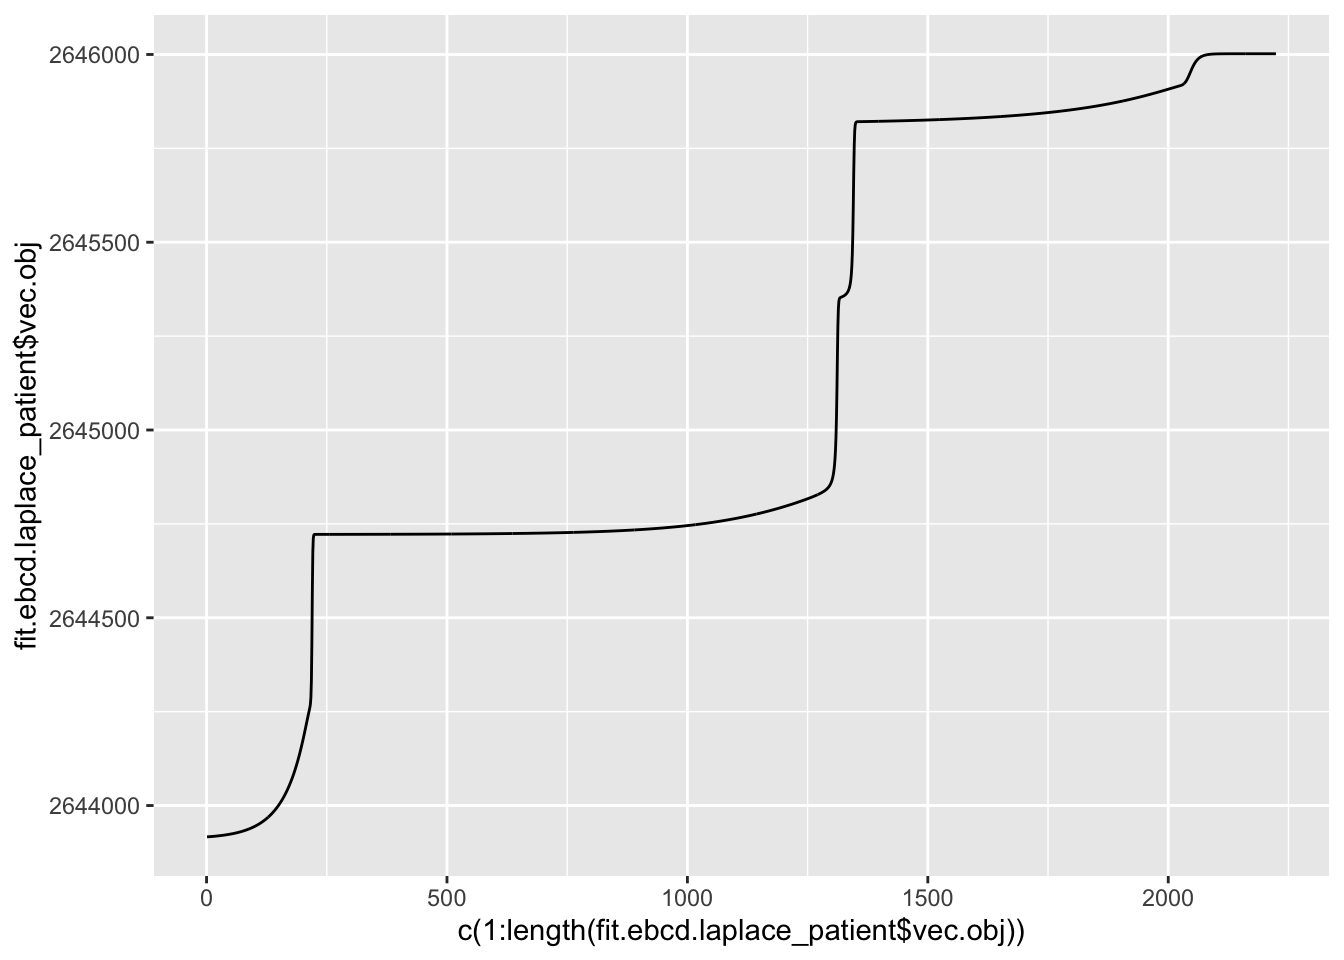 2646000
2645500
2645000
2644500
2644000
fit.ebcd.laplace_patient$vec.obj
0 500 1000 1500 2000
c(1:length(fit.ebcd.laplace_patient$vec.obj))